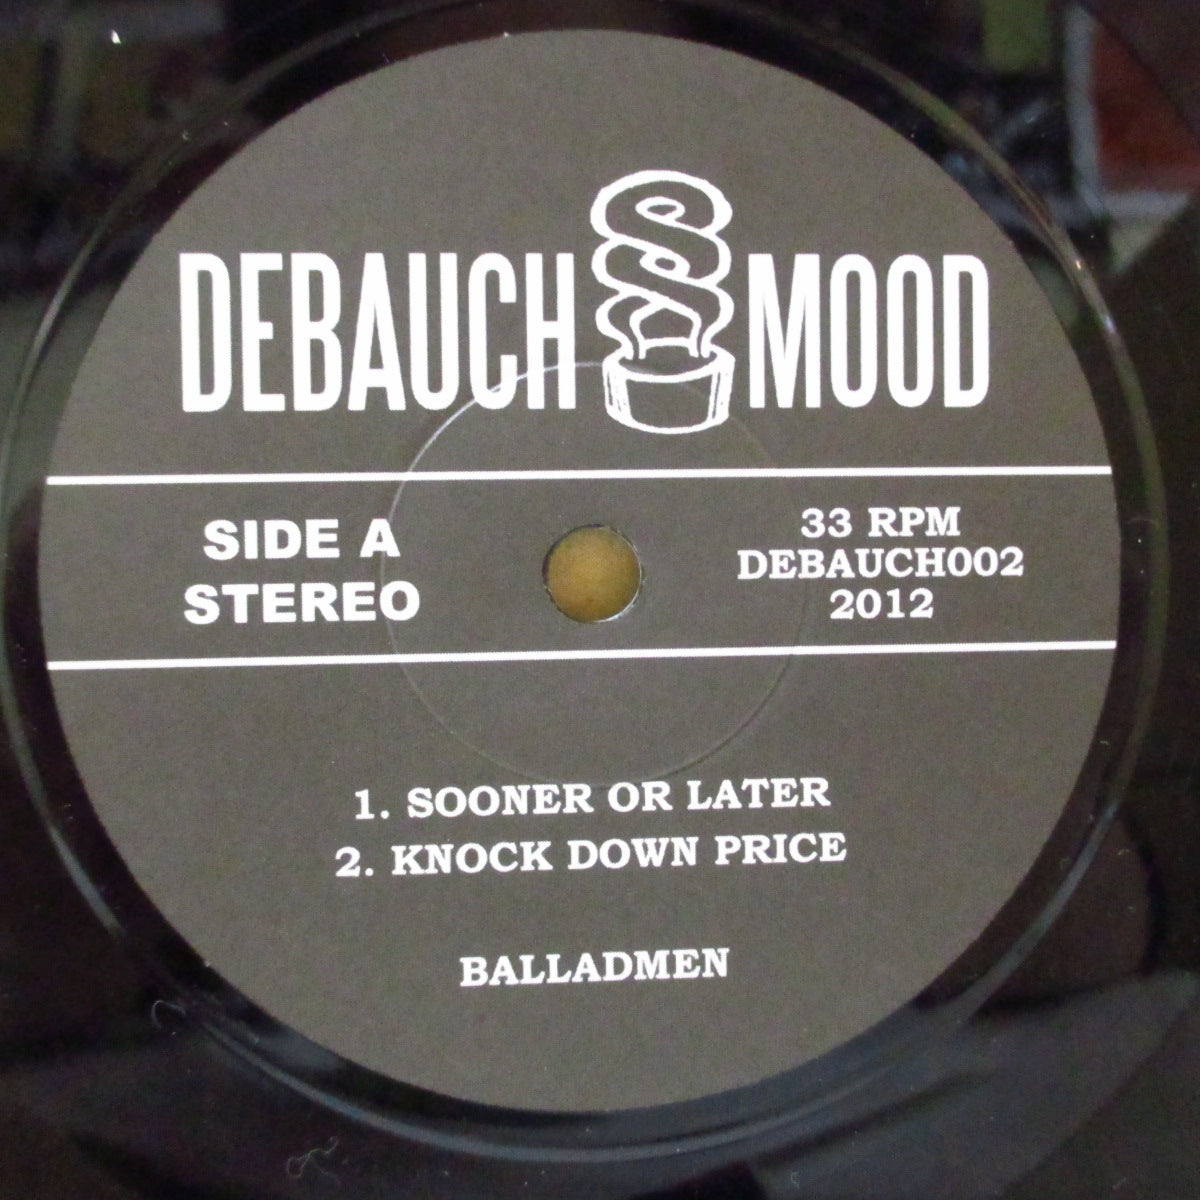 DEBAUCH MOOD
SIDE A
STEREO
33 RPM
DEBAUCH002
2012
1. SOONER OR LATER
2. KNOCK DOWN PRICE
BALLADMEN